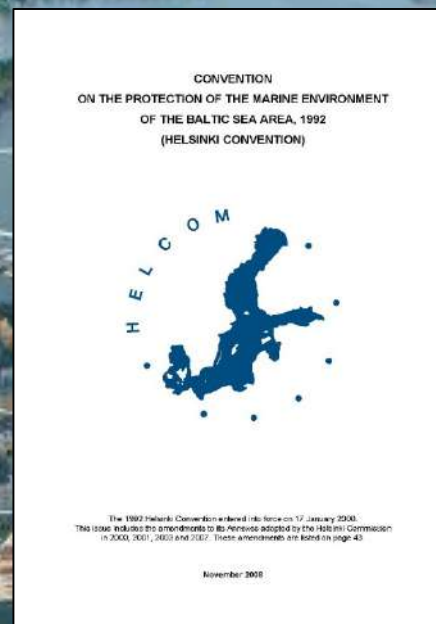 CONVENTION
ON THE PROTECTION OF THE MARINE ENVIRONMENT
OF THE BALTIC SEA AREA, 1992
(HELSINKI CONVENTION)
HELCOM
The 1992 Helsinki Convention entered into force on 17 January 2000.
This issue includes the amendments to its Annexes adopted by the Helsinki Commission
in 2000, 2001, 2003 and 2007. These amendments are listed on page 43
November 2008